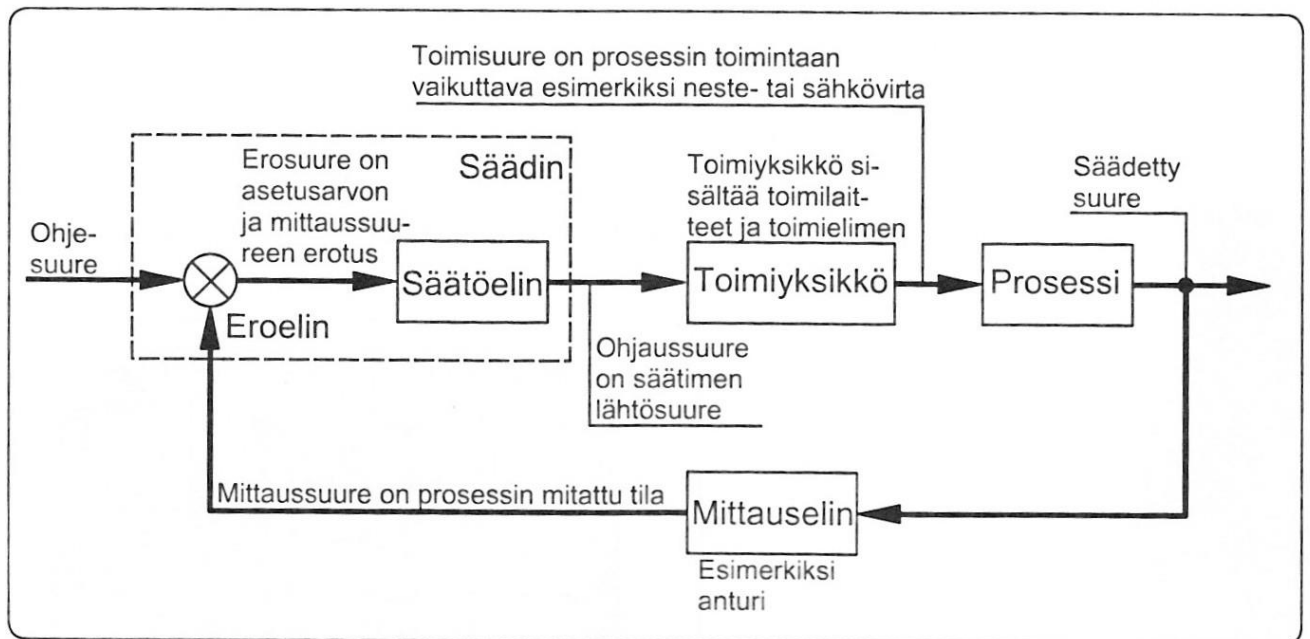 Toimisuure on prosessin toimintaan
vaikuttava esimerkiksi neste- tai sähkövirta
Erosuure on
asetusarvon
ja mittaussuu-
reen erotus
Säädin
Toimiyksikkö si-
sältää toimilait-
teet ja toimielimen
Säädetty
suure
Ohje-
suure
Säätöelin
Toimiyksikkö
Prosessi
Eroelin
Ohjaussuure
on säätimen
lähtösuure
Mittaussuure on prosessin mitattu tila
Mittauselin
Esimerkiksi
anturi